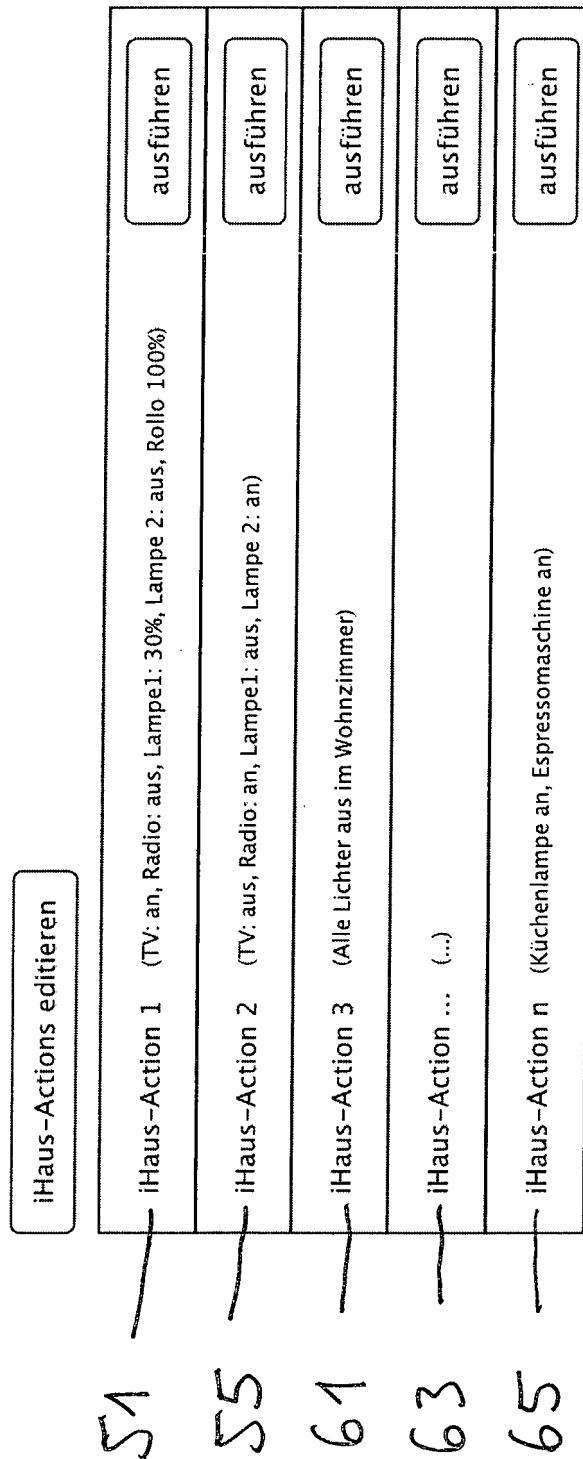 iHaus-Actions editieren
51 iHaus-Action 1 (TV: an, Radio: aus, Lampe1: 30%, Lampe 2: aus, Rollo 100%) ausführen
55 iHaus-Action 2 (TV: aus, Radio: an, Lampe1: aus, Lampe 2: an) ausführen
61 iHaus-Action 3 (Alle Lichter aus im Wohnzimmer) ausführen
63 iHaus-Action ... (...) ausführen
65 iHaus-Action n (Küchenlampe an, Espressomaschine an) ausführen